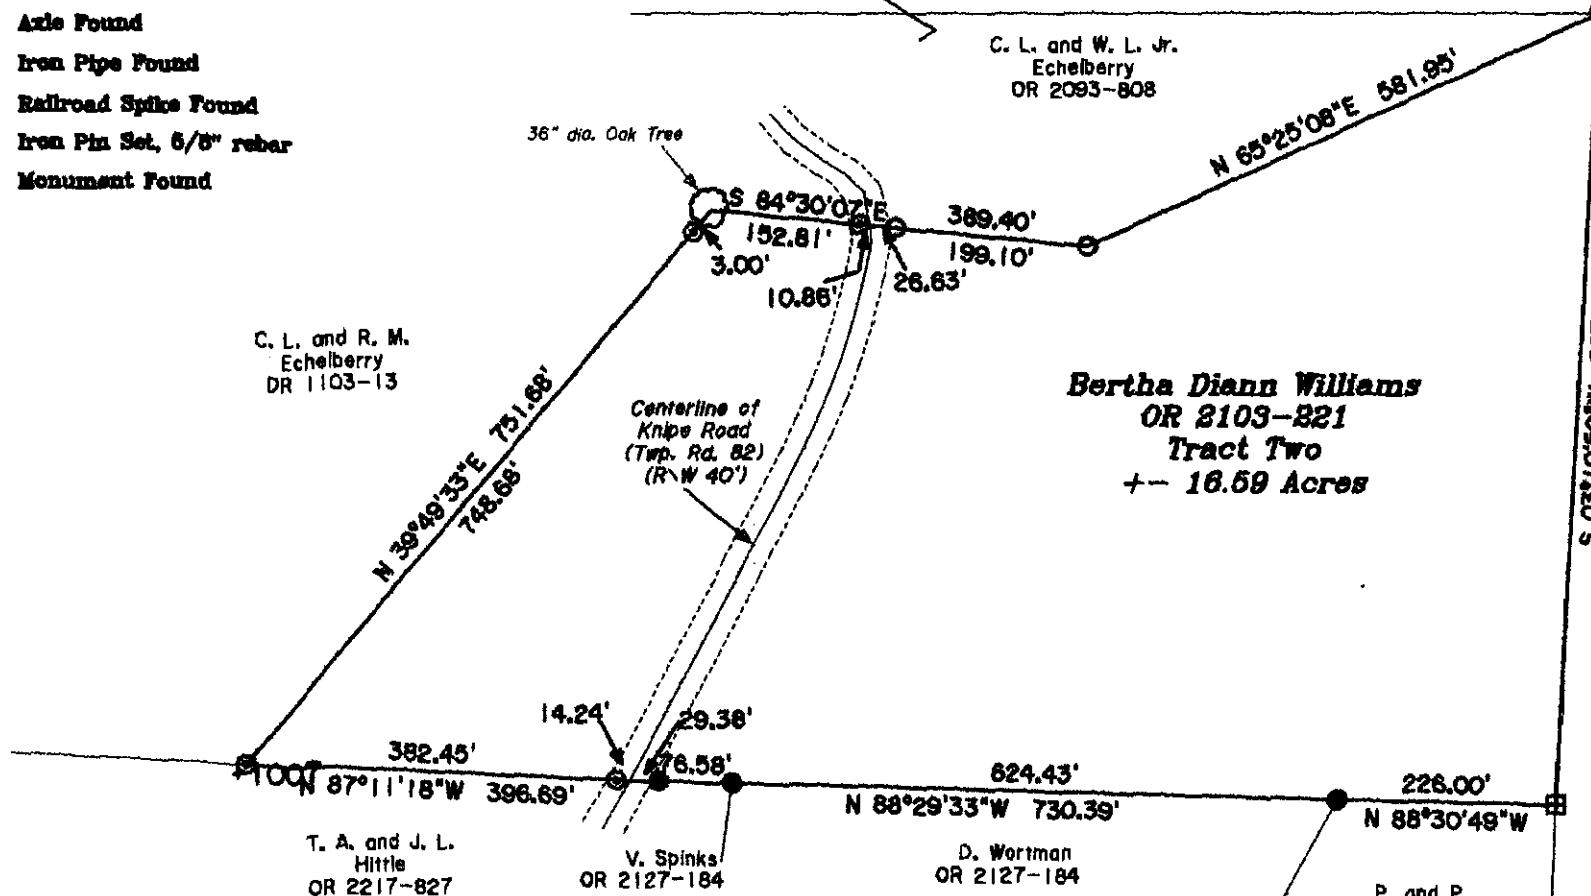 Axle Found
Iron Pipe Found
Railroad Spike Found
Iron Pin Set, 5/8" rebar
Monument Found
C. L. and W. L. Jr.
Echelberry
OR 2093-808
N 65°25'08"E 581.95'
36" dia. Oak Tree
S 84°30'07"E
389.40'
152.81'
199.10'
3.00'
10.86'
26.63'
C. L. and R. M.
Echelberry
DR 1103-13
N 39°49'33"E 751.68'
748.68'
Centerline of
Knipe Road
(Twp. Rd. 82)
(R\W 40')
Bertha Diann Williams
OR 2103-221
Tract Two
+- 16.59 Acres
14.24'
29.38'
382.45'
76.58'
624.43'
226.00'
N 87°11'18"W 396.69'
N 88°29'33"W 730.39'
N 88°30'49"W
T. A. and J. L.
Hittle
OR 2217-827
V. Spinks
OR 2127-184
D. Wortman
OR 2127-184
P. and P.